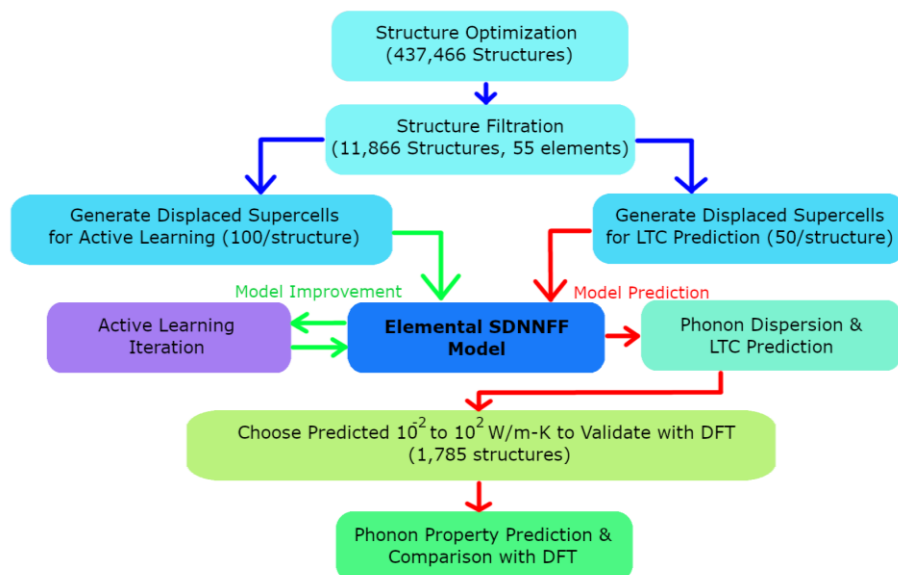 Structure Optimization
(437,466 Structures)
Structure Filtration
(11,866 Structures, 55 elements)
Generate Displaced Supercells
for Active Learning (100/structure)
Generate Displaced Supercells
for LTC Prediction (50/structure)
Model Improvement
Model Prediction
Active Learning
Iteration
Elemental SDNNFF
Model
Phonon Dispersion &
LTC Prediction
Choose Predicted 10⁻² to 10² W/m-K to Validate with DFT
(1,785 structures)
Phonon Property Prediction &
Comparison with DFT